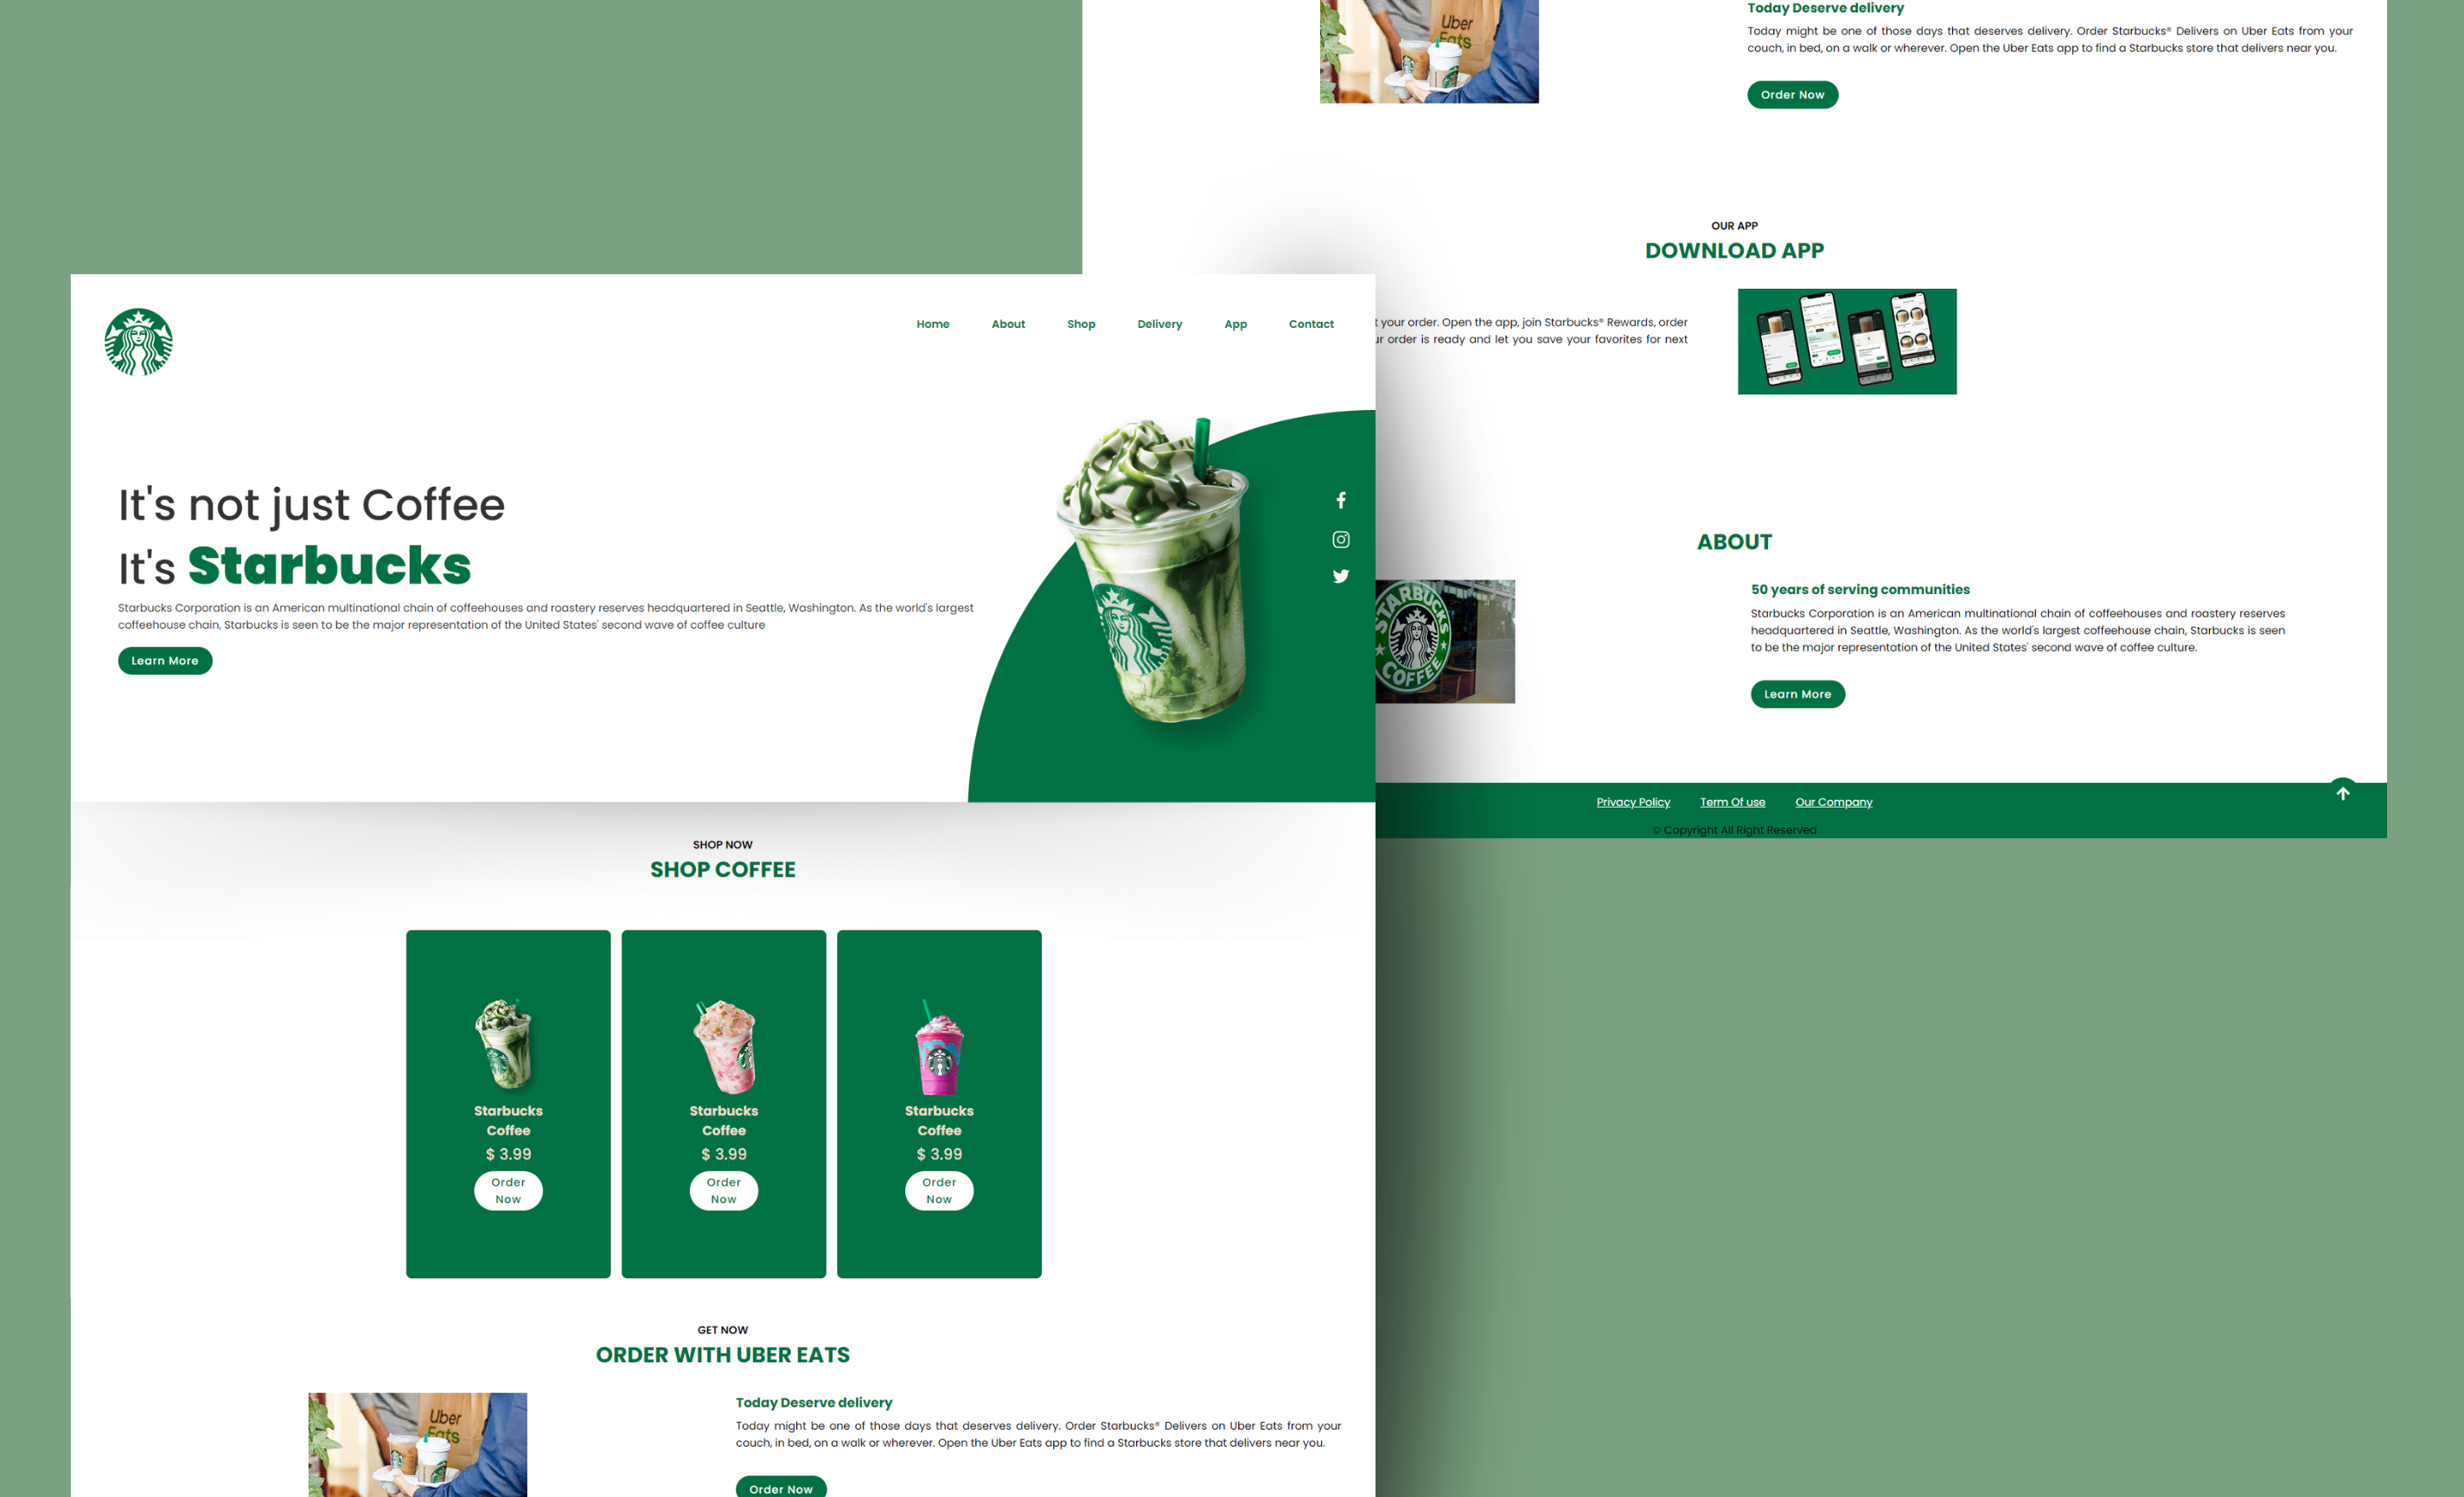 Home About Shop Delivery App Contact
It's not just Coffee
It's Starbucks
Starbucks Corporation is an American multinational chain of coffeehouses and roastery reserves headquartered in Seattle, Washington. As the world's largest
coffeehouse chain, Starbucks is seen to be the major representation of the United States' second wave of coffee culture
Learn More
SHOP NOW
SHOP COFFEE
Starbucks
Coffee
$ 3.99
Order
Now
Starbucks
Coffee
$ 3.99
Order
Now
Starbucks
Coffee
$ 3.99
Order
Now
GET NOW
ORDER WITH UBER EATS
Uber
Eats
Today Deserve delivery
Today might be one of those days that deserves delivery. Order Starbucks® Delivers on Uber Eats from your
couch, in bed, on a walk or wherever. Open the Uber Eats app to find a Starbucks store that delivers near you.
Order Now
Uber
Eats
Today Deserve delivery
Today might be one of those days that deserves delivery. Order Starbucks® Delivers on Uber Eats from your
couch, in bed, on a walk or wherever. Open the Uber Eats app to find a Starbucks store that delivers near you.
Order Now
OUR APP
DOWNLOAD APP
your order. Open the app, join Starbucks® Rewards, order
order is ready and let you save your favorites for next
ABOUT
STARBUCKS
COFFEE
50 years of serving communities
Starbucks Corporation is an American multinational chain of coffeehouses and roastery reserves
headquartered in Seattle, Washington. As the world's largest coffeehouse chain, Starbucks is seen
to be the major representation of the United States' second wave of coffee culture.
Learn More
Privacy Policy Term Of use Our Company
© Copyright All Right Reserved